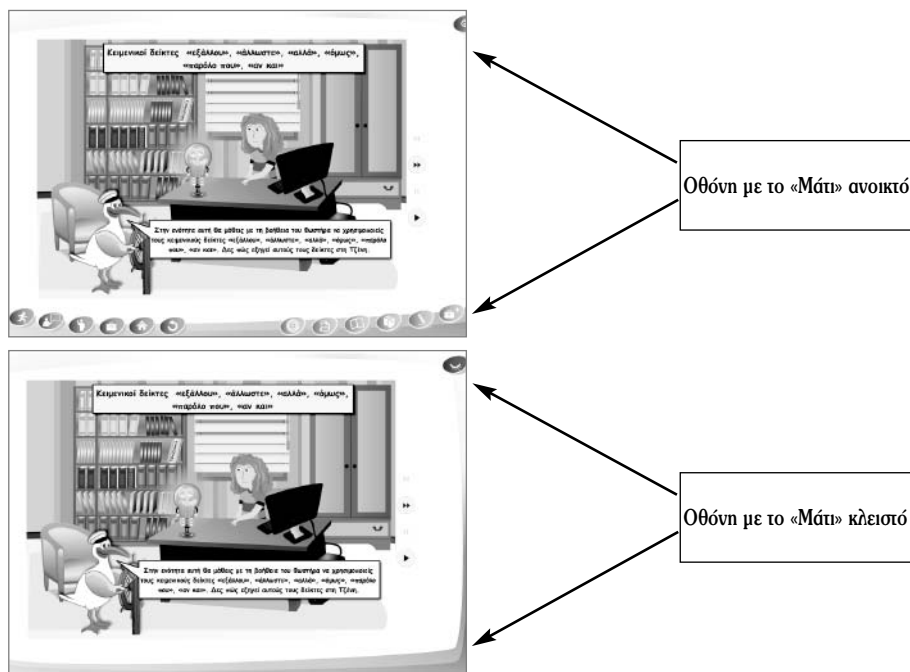 Κειμενικοί δείκτες «εξάλλου», «άλλωστε», «αλλά», «όμως»,
«παρόλο που», «αν και»
Στην ενότητα αυτή θα μάθεις με τη βοήθεια του Φωστήρα να χρησιμοποιείς
τους κειμενικούς δείκτες «εξάλλου», «άλλωστε», «αλλά», «όμως», «παρόλο
που», «αν και». Δες πώς εξηγεί αυτούς τους δείκτες στη Τζένη.
Οθόνη με το «Μάτι» ανοικτό
Κειμενικοί δείκτες «εξάλλου», «άλλωστε», «αλλά», «όμως»,
«παρόλο που», «αν και»
Στην ενότητα αυτή θα μάθεις με τη βοήθεια του Φωστήρα να χρησιμοποιείς
τους κειμενικούς δείκτες «εξάλλου», «άλλωστε», «αλλά», «όμως», «παρόλο
που», «αν και». Δες πώς εξηγεί αυτούς τους δείκτες στη Τζένη.
Οθόνη με το «Μάτι» κλειστό